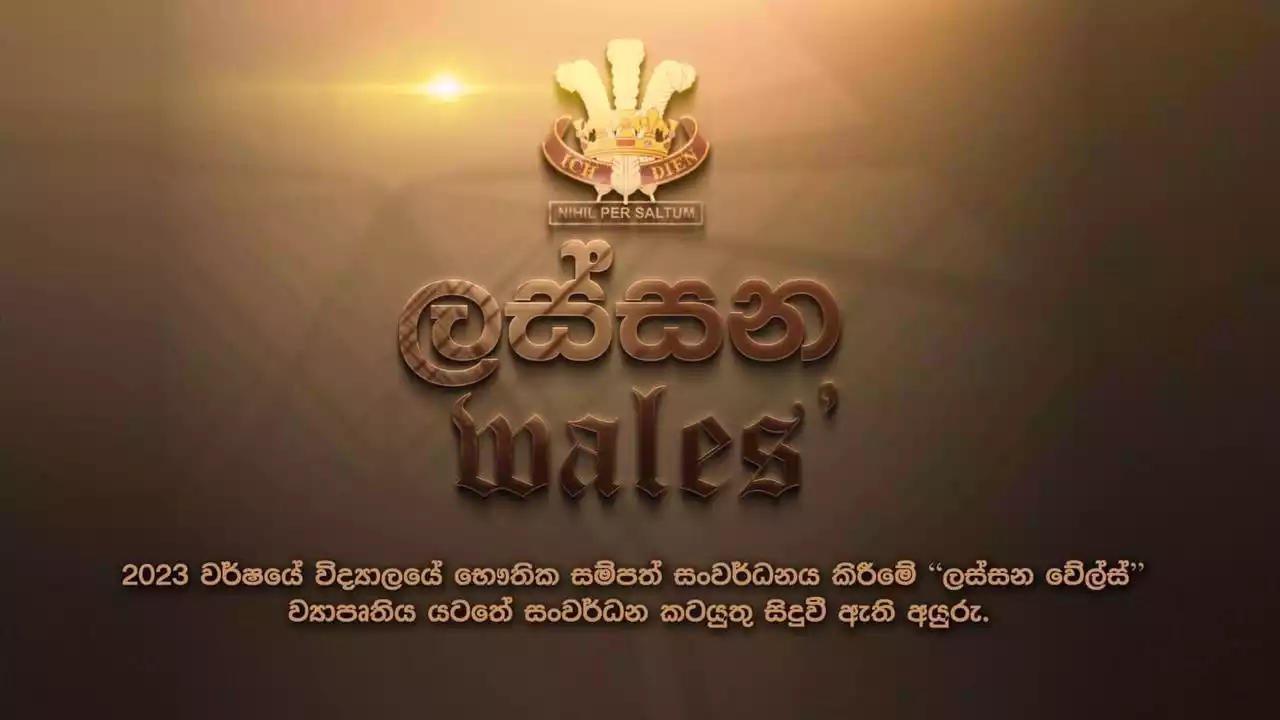 ICH DIEN
NIHIL PER SALTUM
ලස්සන
wales’
2023 වර්ෂයේ විද්‍යාලයේ භෞතික සම්පත් සංවර්ධනය කිරීමේ “ලස්සන වේල්ස්”
ව්‍යාපෘතිය යටතේ සංවර්ධන කටයුතු සිදුවී ඇති අයුරු.